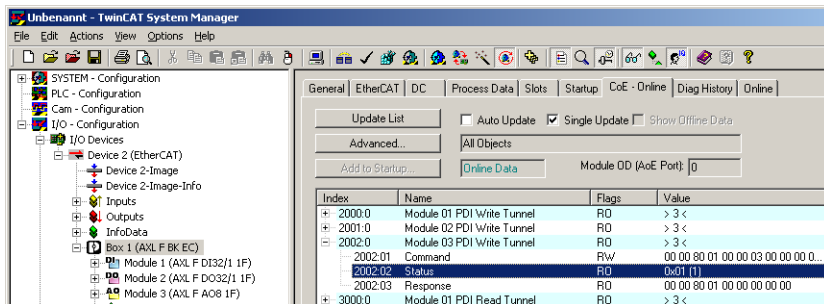 Unbenannt - TwinCAT System Manager
File Edit Actions View Options Help
SYSTEM - Configuration
PLC - Configuration
Cam - Configuration
I/O - Configuration
I/O Devices
Device 2 (EtherCAT)
Device 2-Image
Device 2-Image-Info
Inputs
Outputs
InfoData
Box 1 (AXL F BK EC)
Module 1 (AXL F DI32/1 1F)
Module 2 (AXL F DO32/1 1F)
Module 3 (AXL F AO8 1F)
General EtherCAT DC Process Data Slots Startup CoE - Online Diag History Online
Update List Auto Update Single Update Show Offline Data
Advanced... All Objects
Add to Startup... Online Data Module OD (AoE Port): 0
Index Name Flags Value
2000:0 Module 01 PDI Write Tunnel RO > 3 <
2001:0 Module 02 PDI Write Tunnel RO > 3 <
2002:0 Module 03 PDI Write Tunnel RO > 3 <
2002:01 Command RW 00 00 80 01 00 00 03 00 00 00 0...
2002:02 Status RO 0x01 (1)
2002:03 Response RO 00 00 80 01 00 00 00 00 00
3000:0 Module 01 PDI Read Tunnel RO > 3 <